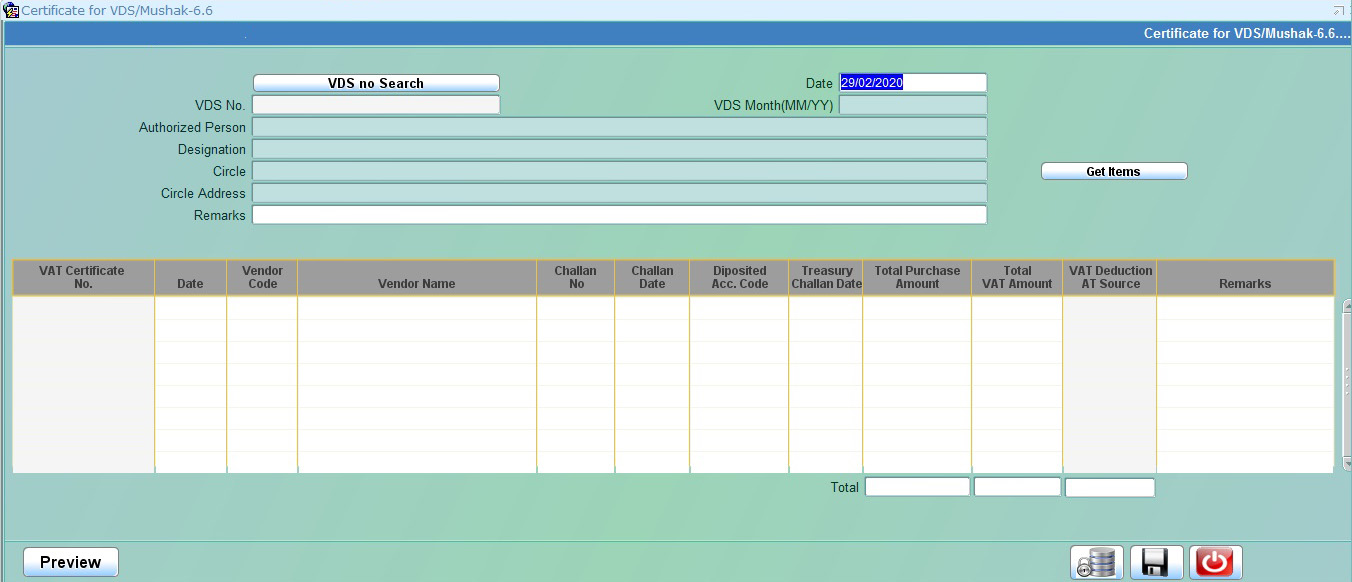 Certificate for VDS/Mushak-6.6
Certificate for VDS/Mushak-6.6....
VDS no Search
Date 29/02/2020
VDS No.
VDS Month(MM/YY)
Authorized Person
Designation
Circle
Get Items
Circle Address
Remarks
VAT Certificate No.
Date
Vendor Code
Vendor Name
Challan No
Challan Date
Diposited Acc. Code
Treasury Challan Date
Total Purchase Amount
Total VAT Amount
VAT Deduction AT Source
Remarks
Total
Preview